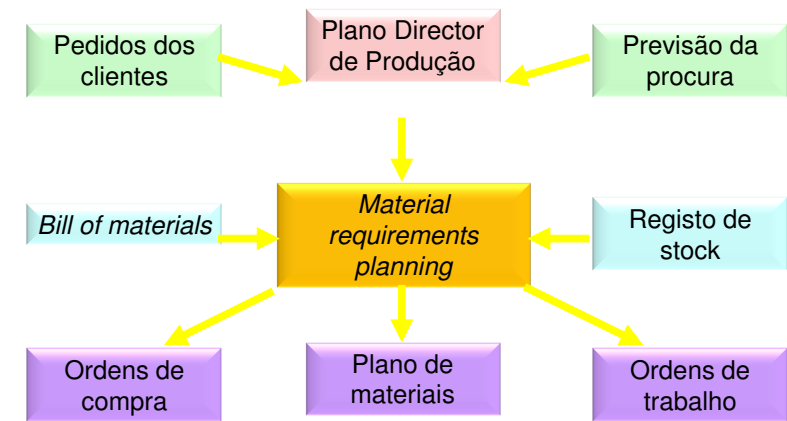 Pedidos dos
clientes
Plano Director
de Produção
Previsão da
procura
Bill of materials
Material
requirements
planning
Registo de
stock
Ordens de
compra
Plano de
materiais
Ordens de
trabalho